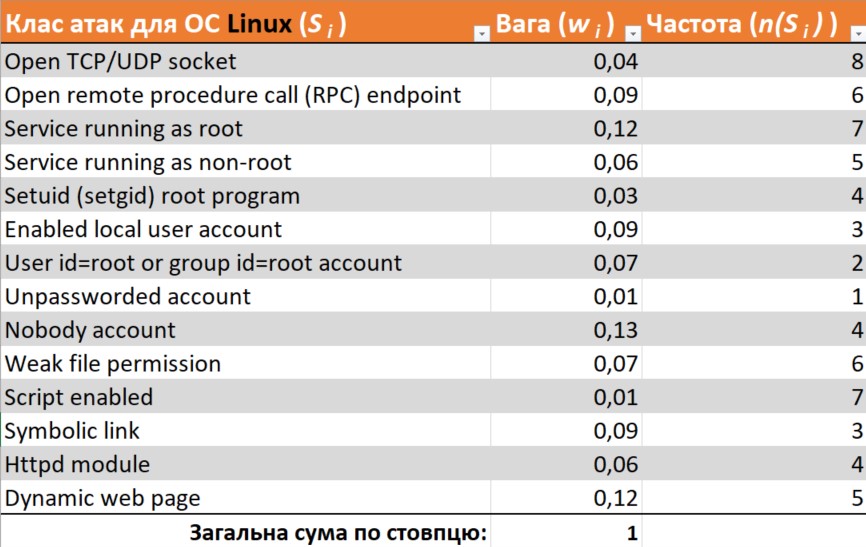 Клас атак для ОС Linux (S i ) Вага (w i ) Частота (n(S i ) )
Open TCP/UDP socket 0,04 8
Open remote procedure call (RPC) endpoint 0,09 6
Service running as root 0,12 7
Service running as non-root 0,06 5
Setuid (setgid) root program 0,03 4
Enabled local user account 0,09 3
User id=root or group id=root account 0,07 2
Unpassworded account 0,01 1
Nobody account 0,13 4
Weak file permission 0,07 6
Script enabled 0,01 7
Symbolic link 0,09 3
Httpd module 0,06 4
Dynamic web page 0,12 5
Загальна сума по стовпцю: 1